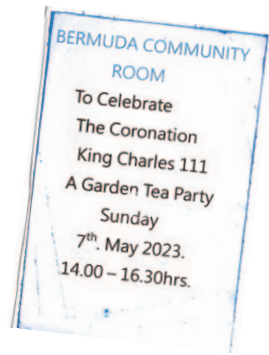 BERMUDA COMMUNITY
ROOM
To Celebrate
The Coronation
King Charles 111
A Garden Tea Party
Sunday
7th. May 2023.
14.00 – 16.30hrs.